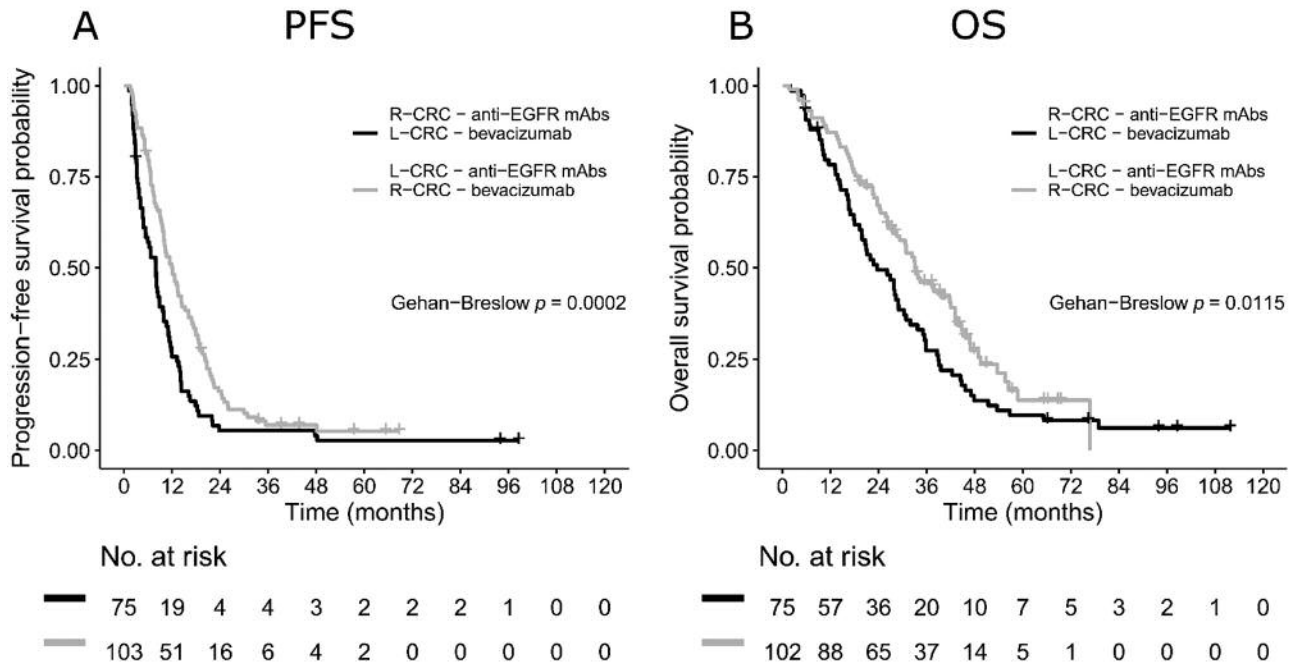 A PFS
Progression-free survival probability
1.00
0.75
0.50
0.25
0.00
R-CRC - anti-EGFR mAbs
L-CRC - bevacizumab
L-CRC - anti-EGFR mAbs
R-CRC - bevacizumab
Gehan-Breslow p = 0.0002
0 12 24 36 48 60 72 84 96 108 120
Time (months)
No. at risk
75 19 4 4 3 2 2 2 1 0 0
103 51 16 6 4 2 0 0 0 0 0
B OS
Overall survival probability
1.00
0.75
0.50
0.25
0.00
R-CRC - anti-EGFR mAbs
L-CRC - bevacizumab
L-CRC - anti-EGFR mAbs
R-CRC - bevacizumab
Gehan-Breslow p = 0.0115
0 12 24 36 48 60 72 84 96 108 120
Time (months)
No. at risk
75 57 36 20 10 7 5 3 2 1 0
102 88 65 37 14 5 1 0 0 0 0